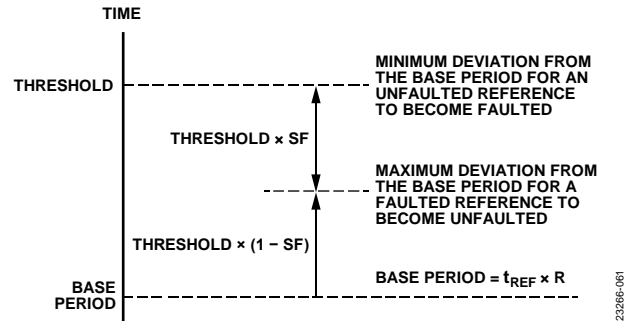 TIME
THRESHOLD
MINIMUM DEVIATION FROM
THE BASE PERIOD FOR AN
UNFAULTED REFERENCE
TO BECOME FAULTED
THRESHOLD × SF
MAXIMUM DEVIATION FROM
THE BASE PERIOD FOR A
FAULTED REFERENCE TO
BECOME UNFAULTED
THRESHOLD × (1 − SF)
BASE
PERIOD
BASE PERIOD = tREF × R
23266-061